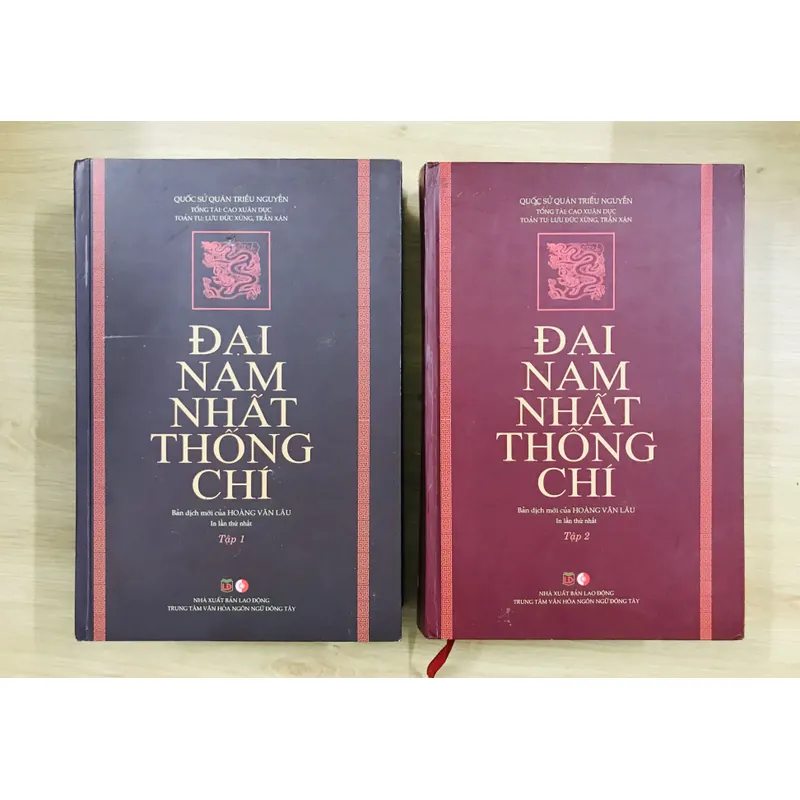 QUỐC SỬ QUÁN TRIỀU NGUYỄN
TỔNG TÀI: CAO XUÂN DỤC
TOẢN TU: LƯU ĐỨC XỨNG, TRẦN XÁN
ĐẠI
NAM
NHẤT
THỐNG
CHÍ
Bản dịch mới của HOÀNG VĂN LÂU
In lần thứ nhất
Tập 1
LĐ
NHÀ XUẤT BẢN LAO ĐỘNG
TRUNG TÂM VĂN HÓA NGÔN NGỮ ĐÔNG TÂY
QUỐC SỬ QUÁN TRIỀU NGUYỄN
TỔNG TÀI: CAO XUÂN DỤC
TOẢN TU: LƯU ĐỨC XỨNG, TRẦN XÁN
ĐẠI
NAM
NHẤT
THỐNG
CHÍ
Bản dịch mới của HOÀNG VĂN LÂU
In lần thứ nhất
Tập 2
LĐ
NHÀ XUẤT BẢN LAO ĐỘNG
TRUNG TÂM VĂN HÓA NGÔN NGỮ ĐÔNG TÂY